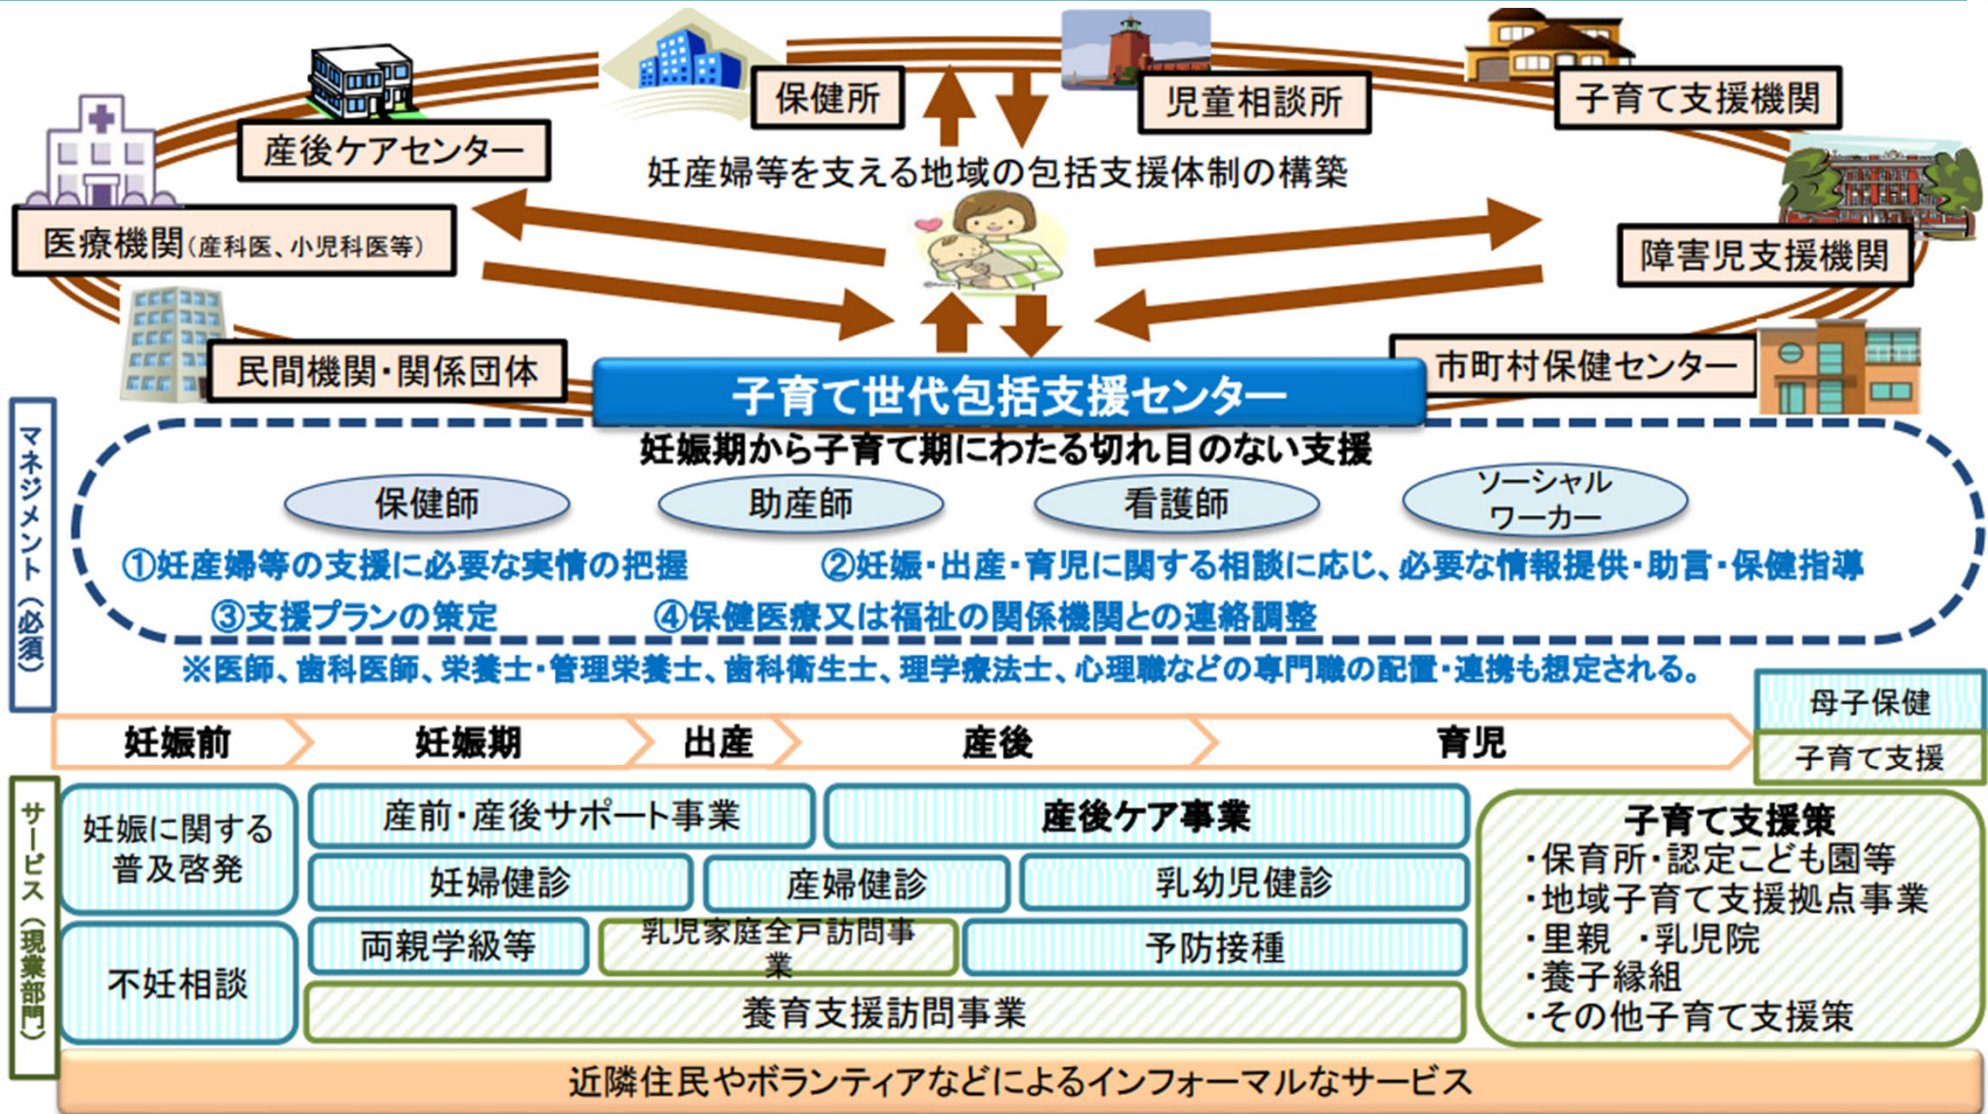 保健所
児童相談所
子育て支援機関
産後ケアセンター
妊産婦等を支える地域の包括支援体制の構築
医療機関(産科医、小児科医等)
障害児支援機関
民間機関・関係団体
市町村保健センター
子育て世代包括支援センター
妊娠期から子育て期にわたる切れ目のない支援
マネジメント(必須)
保健師
助産師
看護師
ソーシャル
ワーカー
①妊産婦等の支援に必要な実情の把握
②妊娠・出産・育児に関する相談に応じ、必要な情報提供・助言・保健指導
③支援プランの策定
④保健医療又は福祉の関係機関との連絡調整
※医師、歯科医師、栄養士・管理栄養士、歯科衛生士、理学療法士、心理職などの専門職の配置・連携も想定される。
母子保健
子育て支援
妊娠前
妊娠期
出産
産後
育児
サービス(現業部門)
妊娠に関する
普及啓発
産前・産後サポート事業
産後ケア事業
妊婦健診
産婦健診
乳幼児健診
不妊相談
両親学級等
乳児家庭全戸訪問事
業
予防接種
養育支援訪問事業
子育て支援策
・保育所・認定こども園等
・地域子育て支援拠点事業
・里親 ・乳児院
・養子縁組
・その他子育て支援策
近隣住民やボランティアなどによるインフォーマルなサービス